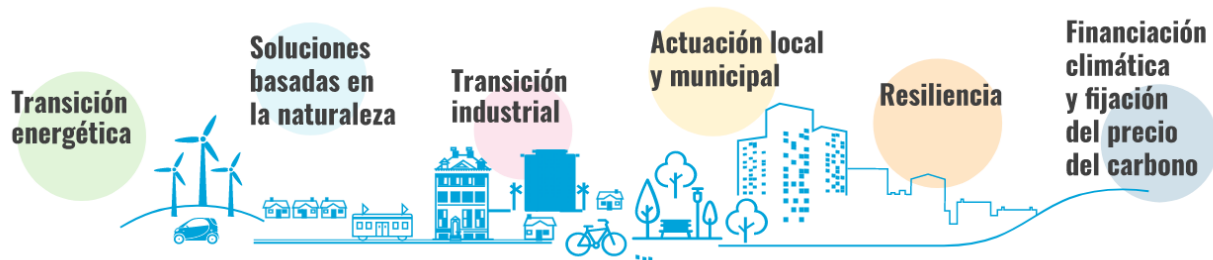 Transición
energética
Soluciones
basadas en
la naturaleza
Transición
industrial
Actuación local
y municipal
Resiliencia
Financiación
climática
y fijación
del precio
del carbono